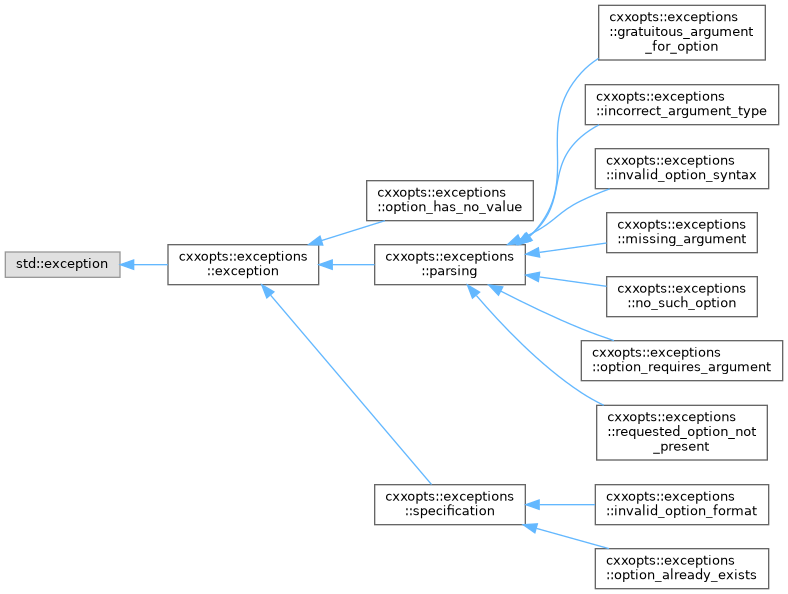 cxxopts::exceptions
::gratuitous_argument
_for_option
cxxopts::exceptions
::incorrect_argument_type
cxxopts::exceptions
::invalid_option_syntax
cxxopts::exceptions
::option_has_no_value
cxxopts::exceptions
::missing_argument
std::exception
cxxopts::exceptions
::exception
cxxopts::exceptions
::parsing
cxxopts::exceptions
::no_such_option
cxxopts::exceptions
::option_requires_argument
cxxopts::exceptions
::requested_option_not
_present
cxxopts::exceptions
::specification
cxxopts::exceptions
::invalid_option_format
cxxopts::exceptions
::option_already_exists